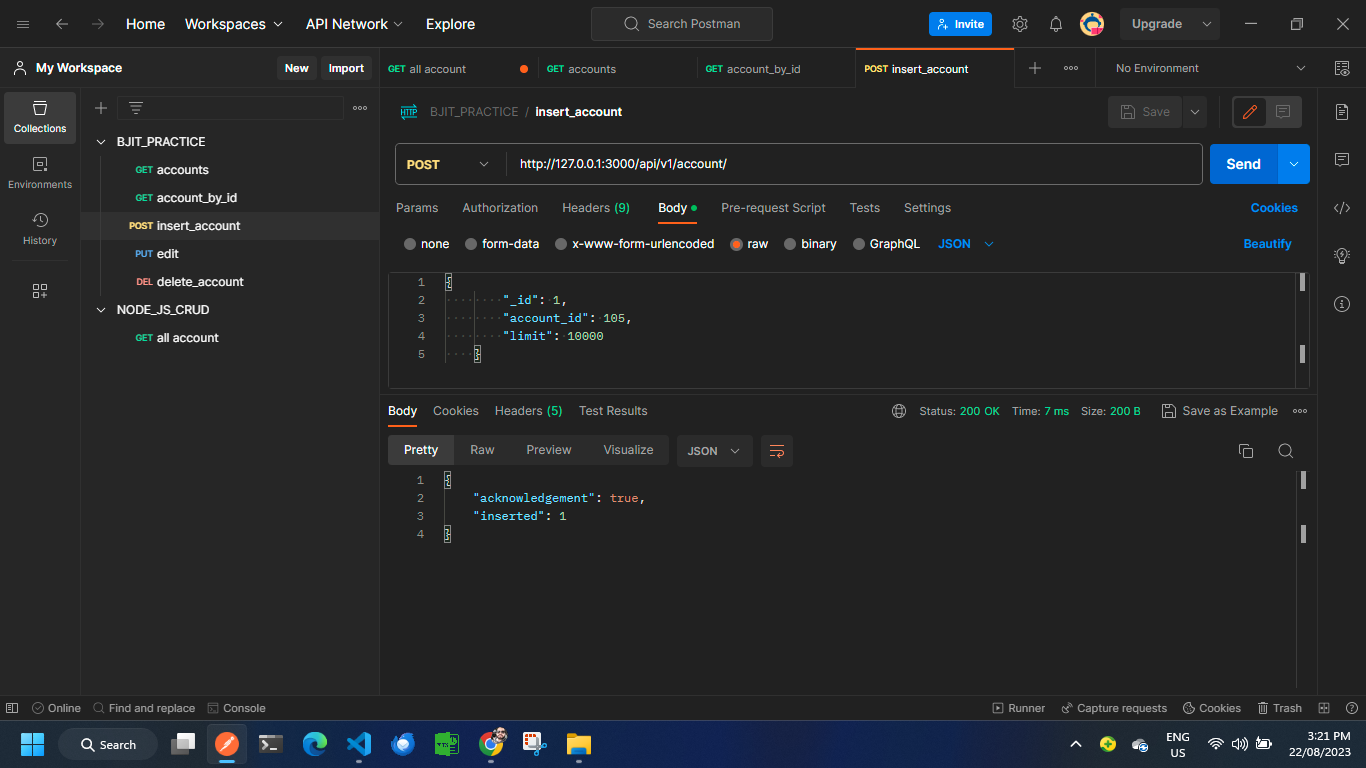 Home Workspaces API Network Explore Search Postman Invite Upgrade
My Workspace New Import GET all account GET accounts GET account_by_id POST insert_account No Environment
Collections
Environments
History
BJIT_PRACTICE
GET accounts
GET account_by_id
POST insert_account
PUT edit
DEL delete_account
NODE_JS_CRUD
GET all account
HTTP BJIT_PRACTICE / insert_account Save
POST http://127.0.0.1:3000/api/v1/account/ Send
Params Authorization Headers (9) Body Pre-request Script Tests Settings Cookies
none form-data x-www-form-urlencoded raw binary GraphQL JSON Beautify
1 {
2 "_id": 1,
3 "account_id": 105,
4 "limit": 10000
5 }
Body Cookies Headers (5) Test Results Status: 200 OK Time: 7 ms Size: 200 B Save as Example
Pretty Raw Preview Visualize JSON
1 {
2 "acknowledgement": true,
3 "inserted": 1
4 }
Online Find and replace Console Runner Capture requests Cookies Trash
Search ENG US 3:21 PM
22/08/2023